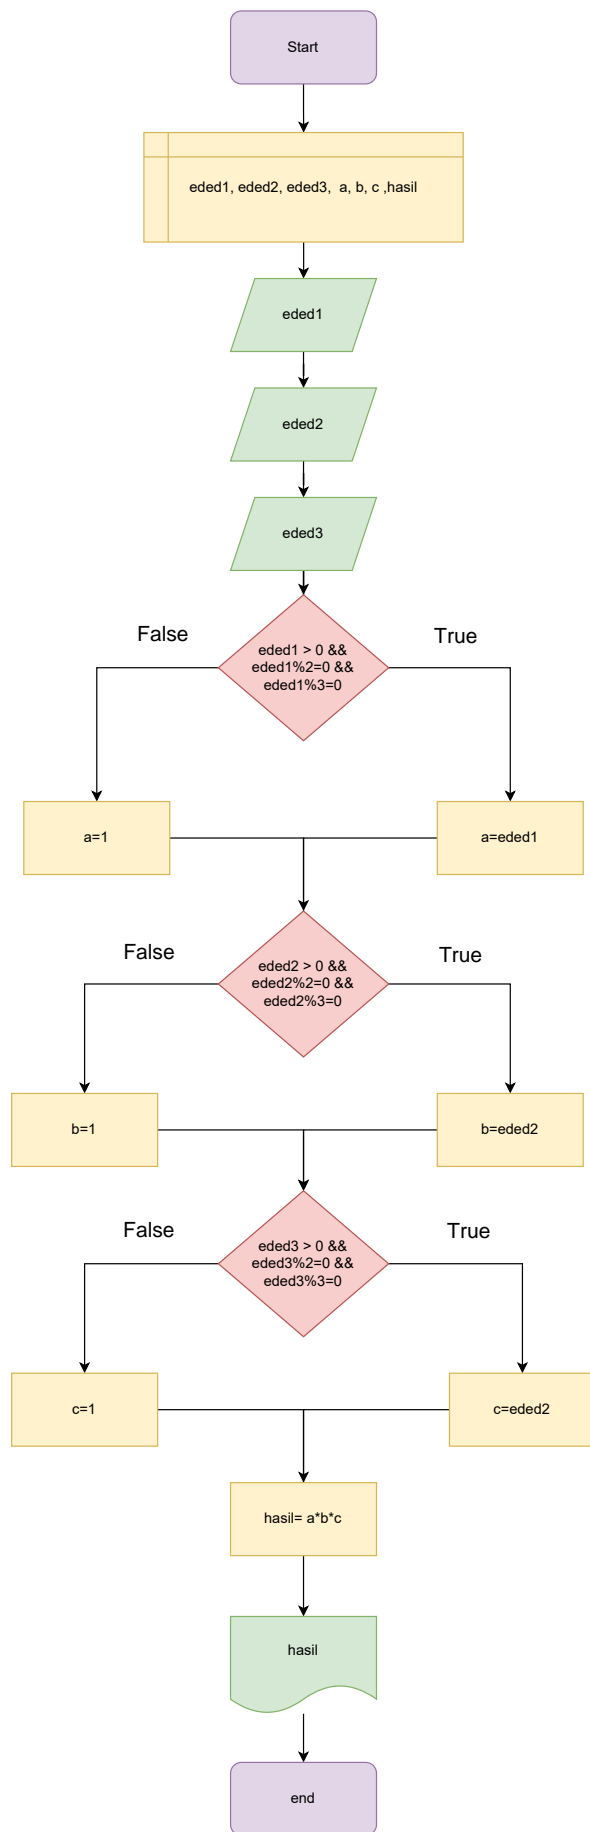 Start
eded1, eded2, eded3,  a, b, c ,hasil
eded1
eded2
eded3
False
True
eded1 > 0 &&
eded1%2=0 &&
eded1%3=0
a=1
a=eded1
False
True
eded2 > 0 &&
eded2%2=0 &&
eded2%3=0
b=1
b=eded2
False
True
eded3 > 0 &&
eded3%2=0 &&
eded3%3=0
c=1
c=eded2
hasil= a*b*c
hasil
end